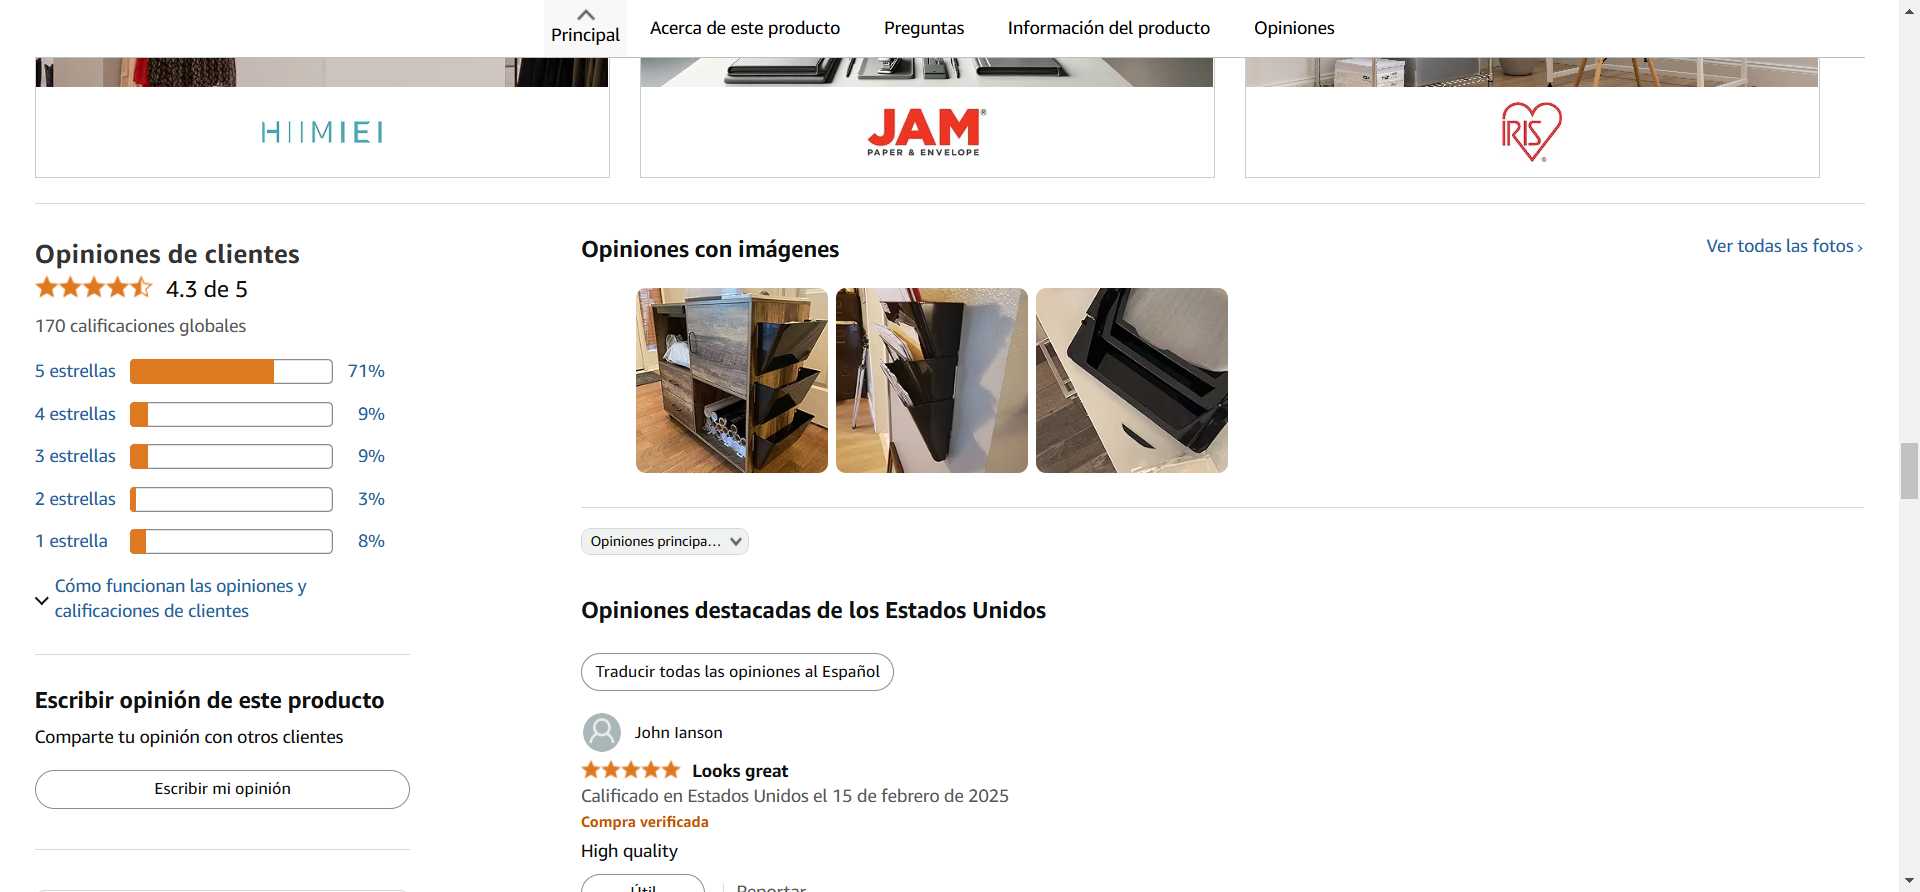 Principal
Acerca de este producto
Preguntas
Información del producto
Opiniones
HIIMIEI
JAM®
PAPER & ENVELOPE
IRIS®
Opiniones de clientes
4.3 de 5
170 calificaciones globales
5 estrellas 71%
4 estrellas 9%
3 estrellas 9%
2 estrellas 3%
1 estrella 8%
Cómo funcionan las opiniones y
calificaciones de clientes
Escribir opinión de este producto
Comparte tu opinión con otros clientes
Escribir mi opinión
Opiniones con imágenes
Ver todas las fotos ›
Opiniones principa...
Opiniones destacadas de los Estados Unidos
Traducir todas las opiniones al Español
John Ianson
Looks great
Calificado en Estados Unidos el 15 de febrero de 2025
Compra verificada
High quality
Útil
Reportar